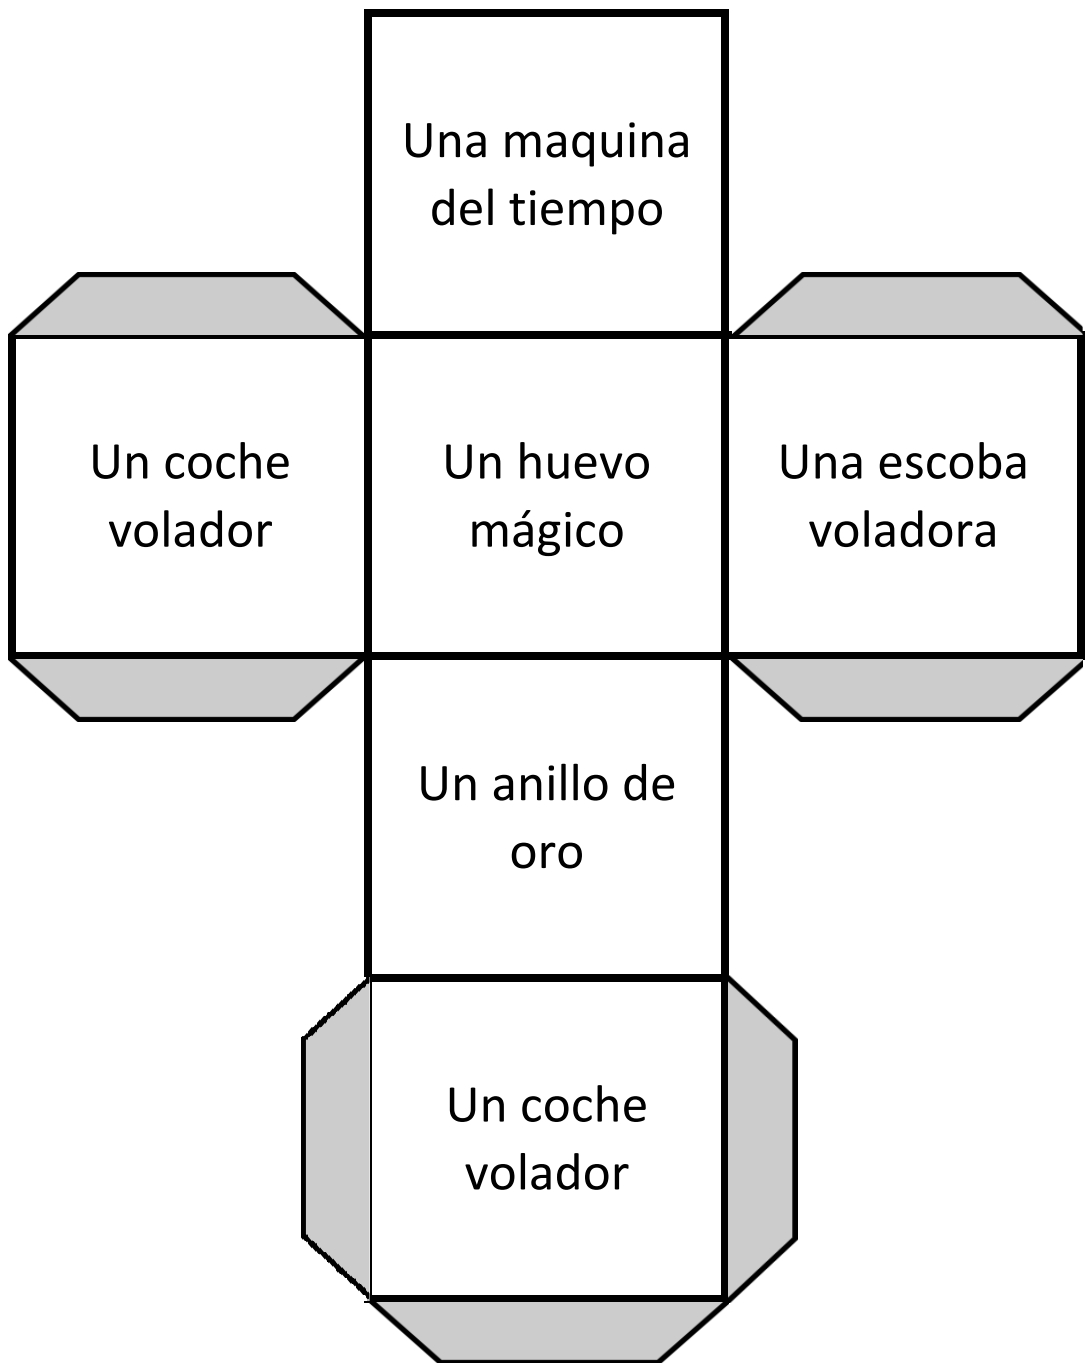 Una maquina
del tiempo
Un coche
volador
Un huevo
mágico
Una escoba
voladora
Un anillo de
oro
Un coche
volador